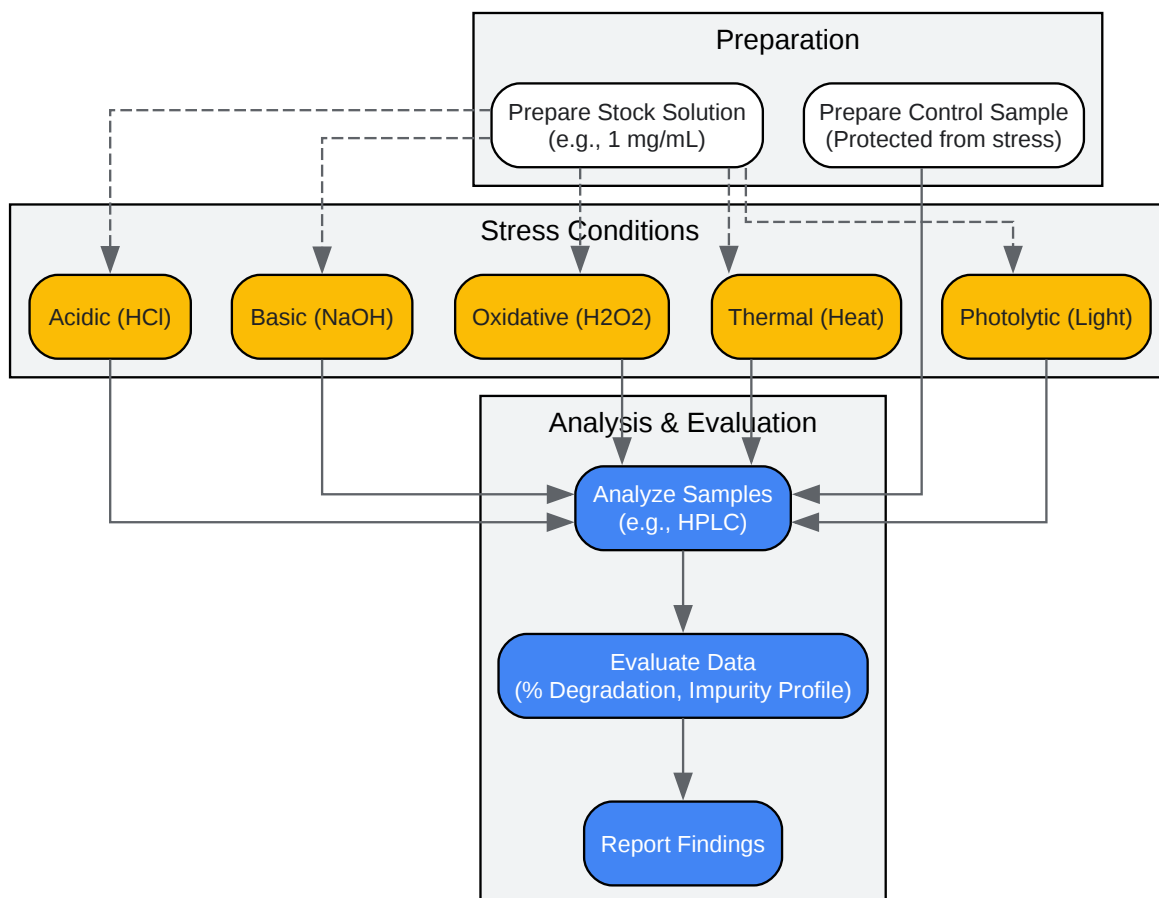 Preparation
Prepare Stock Solution
(e.g., 1 mg/mL)
Prepare Control Sample
(Protected from stress)
Stress Conditions
Acidic (HCl)
Basic (NaOH)
Oxidative (H2O2)
Thermal (Heat)
Photolytic (Light)
Analysis & Evaluation
Analyze Samples
(e.g., HPLC)
Evaluate Data
(% Degradation, Impurity Profile)
Report Findings